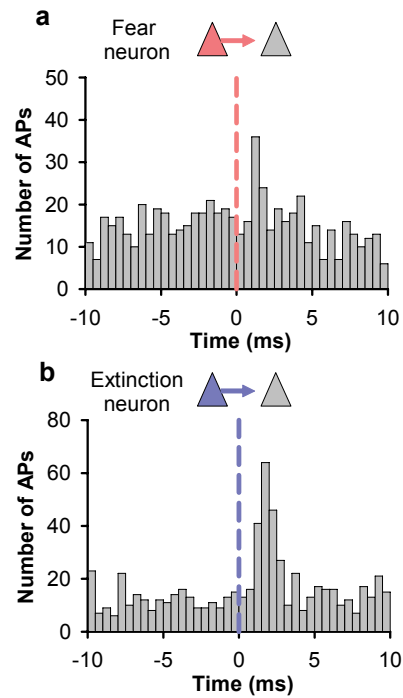 a
Fear
neuron
Number of APs
50
40
30
20
10
0
-10 -5 0 5 10
Time (ms)
b
Extinction
neuron
Number of APs
80
60
40
20
0
-10 -5 0 5 10
Time (ms)